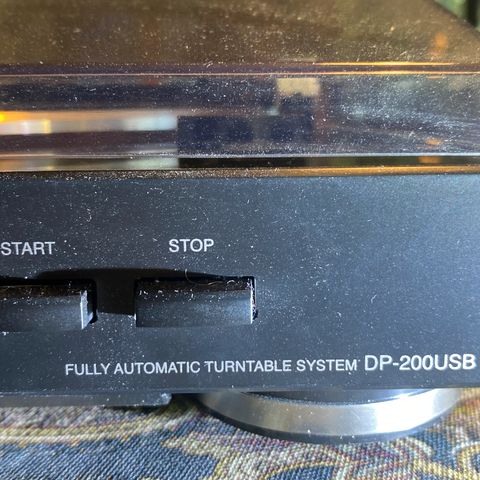 START
STOP
FULLY AUTOMATIC TURNTABLE SYSTEM DP-200USB